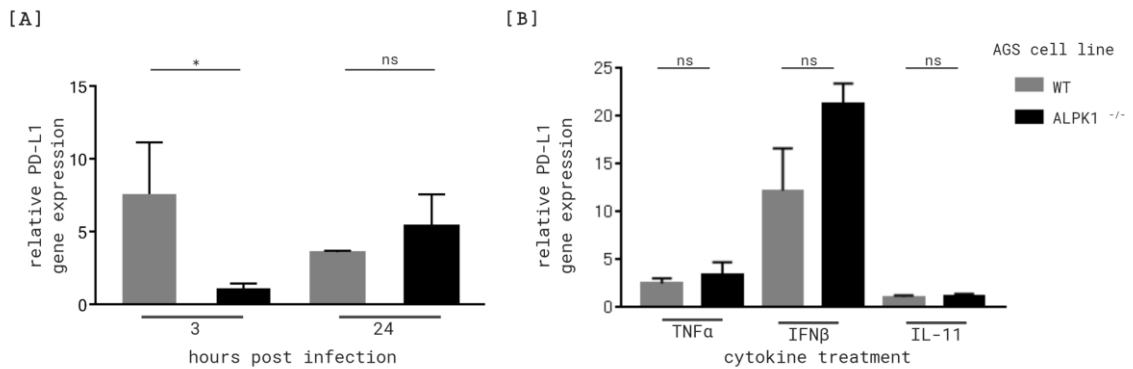 [A]
relative PD-L1
gene expression
15
10
5
0
*
ns
3
24
hours post infection
[B]
relative PD-L1
gene expression
25
20
15
10
5
0
ns
ns
ns
TNFα
IFNβ
IL-11
cytokine treatment
AGS cell line
WT
ALPK1 -/-